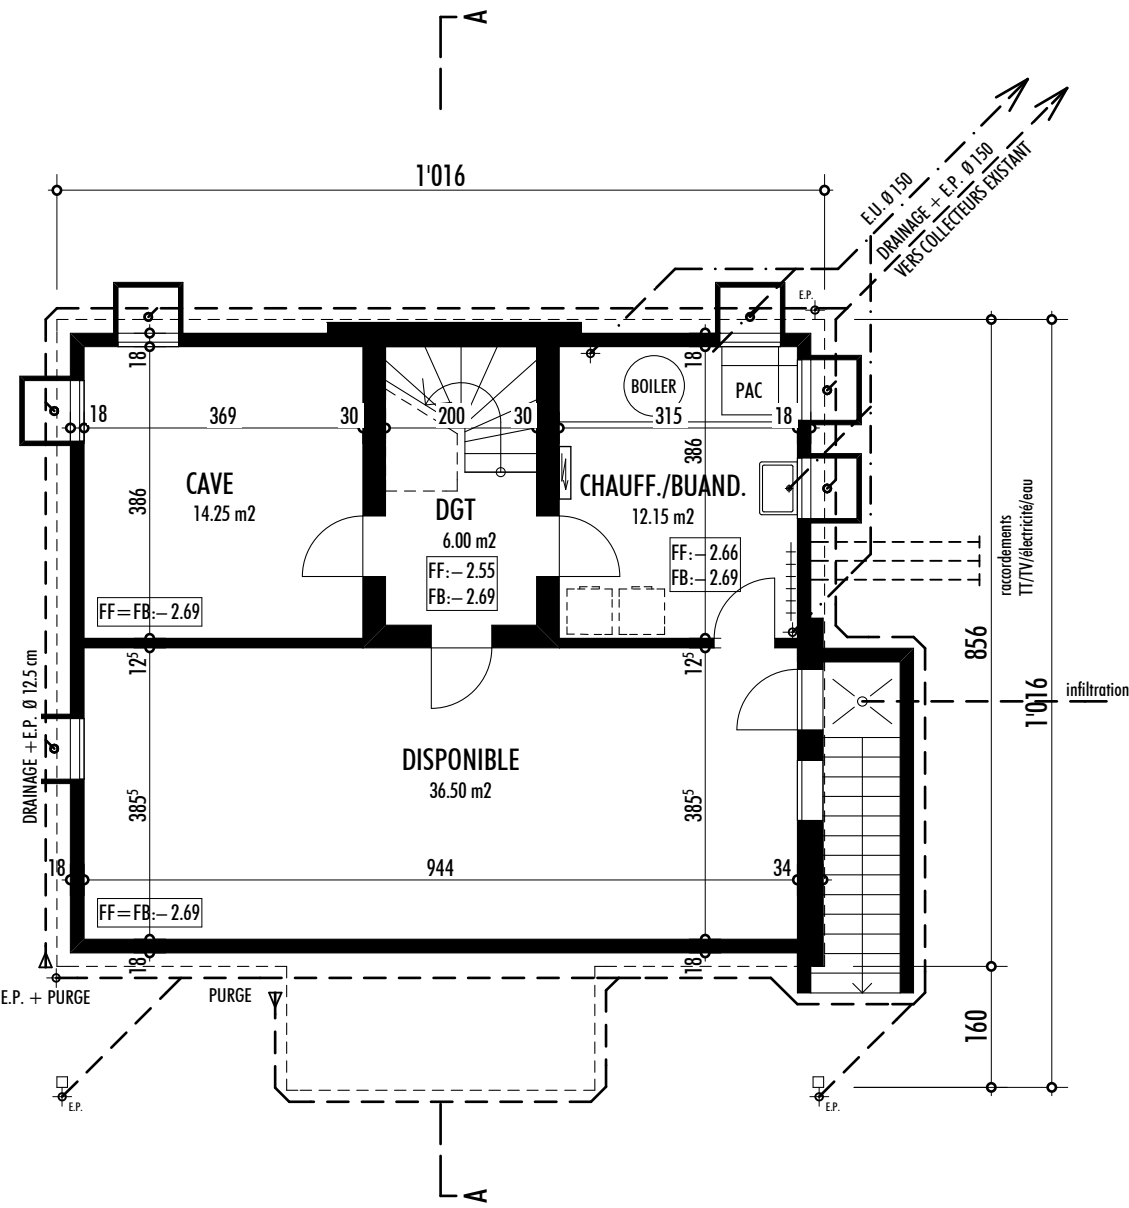 A
1'016
E.U. Ø 150
DRAINAGE + E.P. Ø 150
VERS COLLECTEURS EXISTANT
E.P.
18
18
BOILER
PAC
18
369
30
200
30
315
18
386
386
CAVE
14.25 m2
DGT
6.00 m2
FF:– 2.55
FB:– 2.69
CHAUFF./BUAND.
12.15 m2
FF:– 2.66
FB:– 2.69
FF=FB:– 2.69
raccordements
TT/TV/électricité/eau
856
1'016
infiltration
12⁵
12⁵
DRAINAGE + E.P. Ø 12.5 cm
DISPONIBLE
36.50 m2
385⁵
385⁵
18
944
34
FF=FB:– 2.69
18
18
E.P. + PURGE
PURGE
160
E.P.
E.P.
A